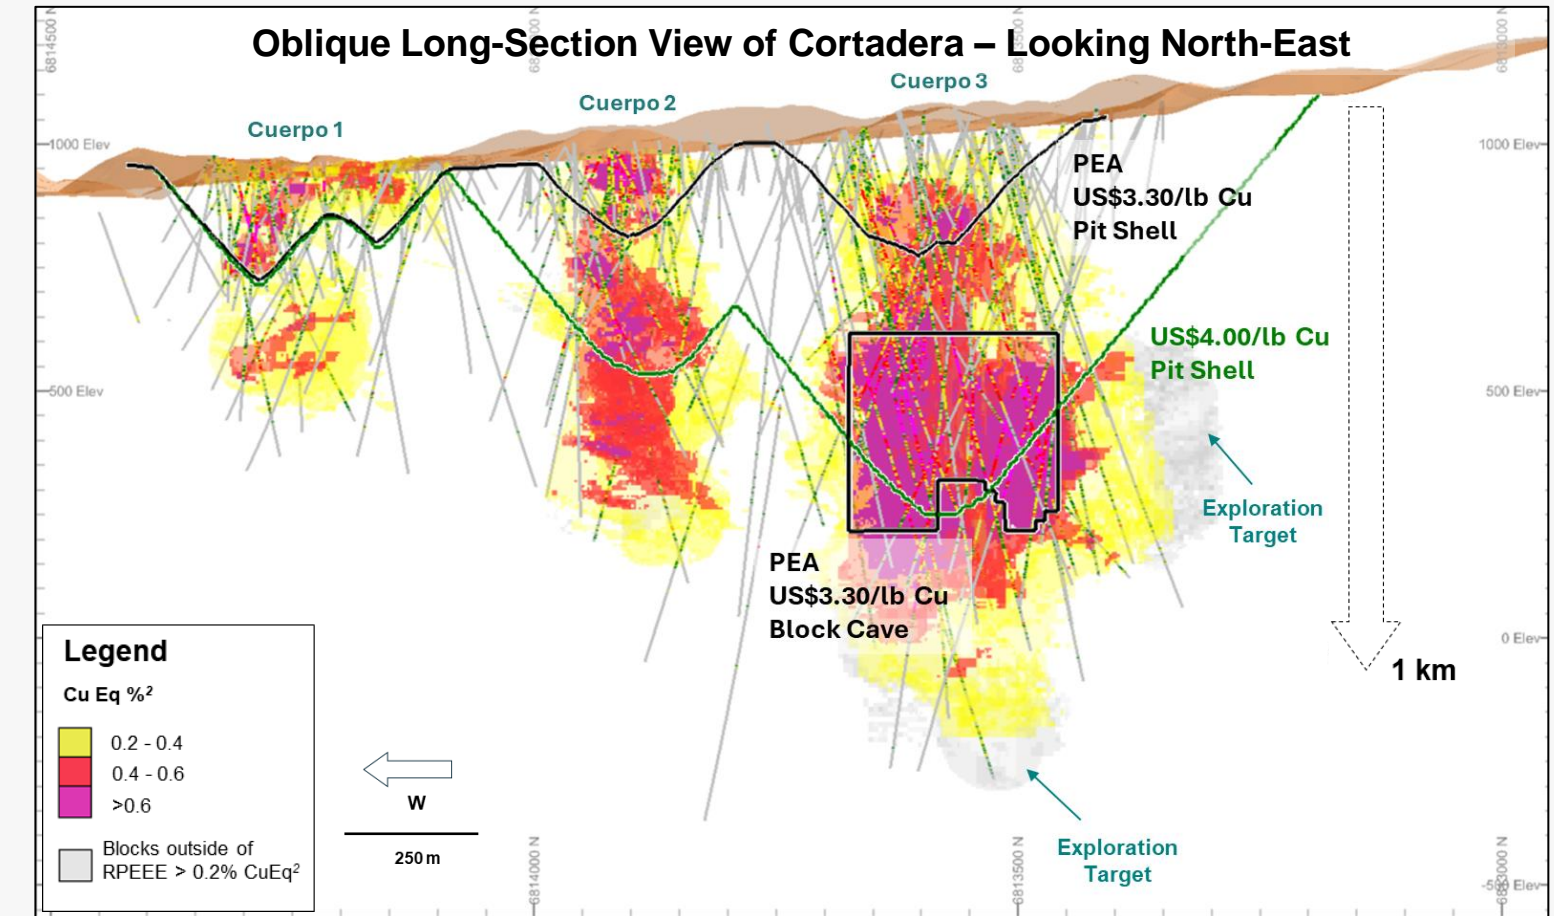 Oblique Long-Section View of Cortadera – Looking North-East
6814500 N
6813500 N
6813000 N
Cuerpo 1
Cuerpo 2
Cuerpo 3
1000 Elev
1000 Elev
PEA
US$3.30/lb Cu
Pit Shell
US$4.00/lb Cu
Pit Shell
500 Elev
500 Elev
Exploration
Target
PEA
US$3.30/lb Cu
Block Cave
0 Elev
1 km
Legend
Cu Eq %²
0.2 - 0.4
0.4 - 0.6
>0.6
Blocks outside of
RPEEE > 0.2% CuEq²
W
250 m
Exploration
Target
6814000 N
6813500 N
6813000 N
-500 Elev